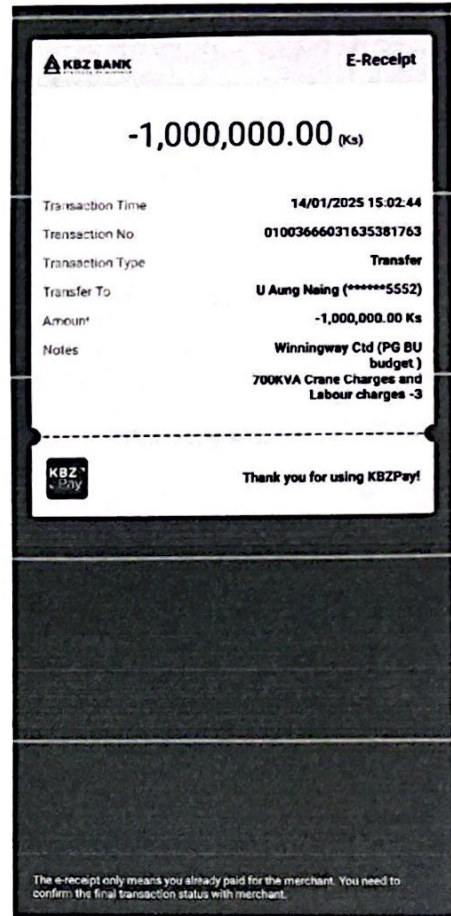 KBZ BANK
E-Receipt
-1,000,000.00 (Ks)
Transaction Time 14/01/2025 15:02:44
Transaction No 01003666031635381763
Transaction Type Transfer
Transfer To U Aung Naing (******5552)
Amount -1,000,000.00 Ks
Notes Winningway Ctd (PG BU
budget )
700KVA Crane Charges and
Labour charges -3
KBZ
Pay
Thank you for using KBZPay!
The e-receipt only means you already paid for the merchant. You need to
confirm the final transaction status with merchant.